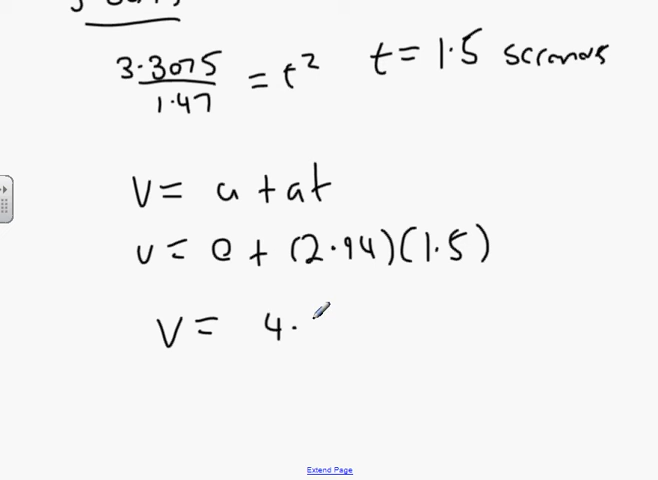 3.3075 / 1.47 = t² t = 1.5 seconds
V = u + at
v = 0 + (2.94)(1.5)
V = 4.
Extend Page